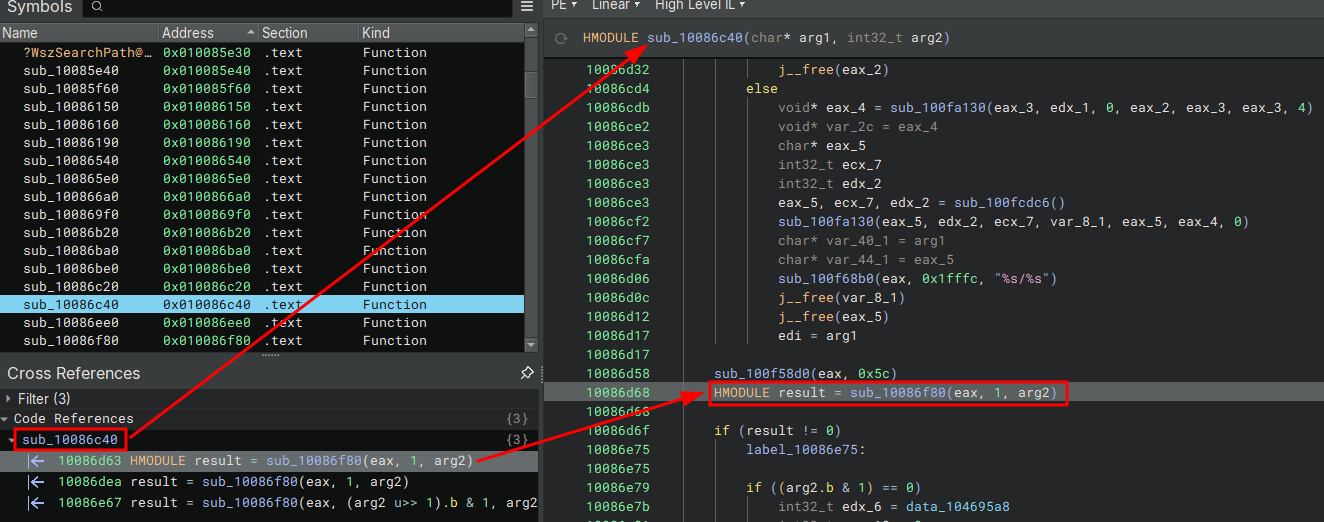 Symbols
Name Address Section Kind
?WszSearchPath@… 0x010085e30 .text Function
sub_10085e40 0x010085e40 .text Function
sub_10085f60 0x010085f60 .text Function
sub_10086150 0x010086150 .text Function
sub_10086160 0x010086160 .text Function
sub_10086190 0x010086190 .text Function
sub_10086540 0x010086540 .text Function
sub_100865e0 0x0100865e0 .text Function
sub_100866a0 0x0100866a0 .text Function
sub_100869f0 0x0100869f0 .text Function
sub_10086b20 0x010086b20 .text Function
sub_10086ba0 0x010086ba0 .text Function
sub_10086be0 0x010086be0 .text Function
sub_10086c20 0x010086c20 .text Function
sub_10086c40 0x010086c40 .text Function
sub_10086ee0 0x010086ee0 .text Function
sub_10086f80 0x010086f80 .text Function
Cross References
Filter (3)
Code References {3}
sub_10086c40 {3}
10086d63 HMODULE result = sub_10086f80(eax, 1, arg2)
10086dea result = sub_10086f80(eax, 1, arg2)
10086e67 result = sub_10086f80(eax, (arg2 u>> 1).b & 1, arg2
PE Linear High Level IL
HMODULE sub_10086c40(char* arg1, int32_t arg2)
10086d32 j__free(eax_2)
10086cd4 else
10086cdb void* eax_4 = sub_100fa130(eax_3, edx_1, 0, eax_2, eax_3, eax_3, 4)
10086ce2 void* var_2c = eax_4
10086ce3 char* eax_5
10086ce3 int32_t ecx_7
10086ce3 int32_t edx_2
10086ce3 eax_5, ecx_7, edx_2 = sub_100fcdc6()
10086cf2 sub_100fa130(eax_5, edx_2, ecx_7, var_8_1, eax_5, eax_4, 0)
10086cf7 char* var_40_1 = arg1
10086cfa char* var_44_1 = eax_5
10086d06 sub_100f68b0(eax, 0x1fffc, "%s/%s")
10086d0c j__free(var_8_1)
10086d12 j__free(eax_5)
10086d17 edi = arg1
10086d17
10086d58 sub_100f58d0(eax, 0x5c)
10086d68 HMODULE result = sub_10086f80(eax, 1, arg2)
10086d68
10086d6f if (result != 0)
10086e75 label_10086e75:
10086e75
10086e79 if ((arg2.b & 1) == 0)
10086e7b int32_t edx_6 = data_104695a8